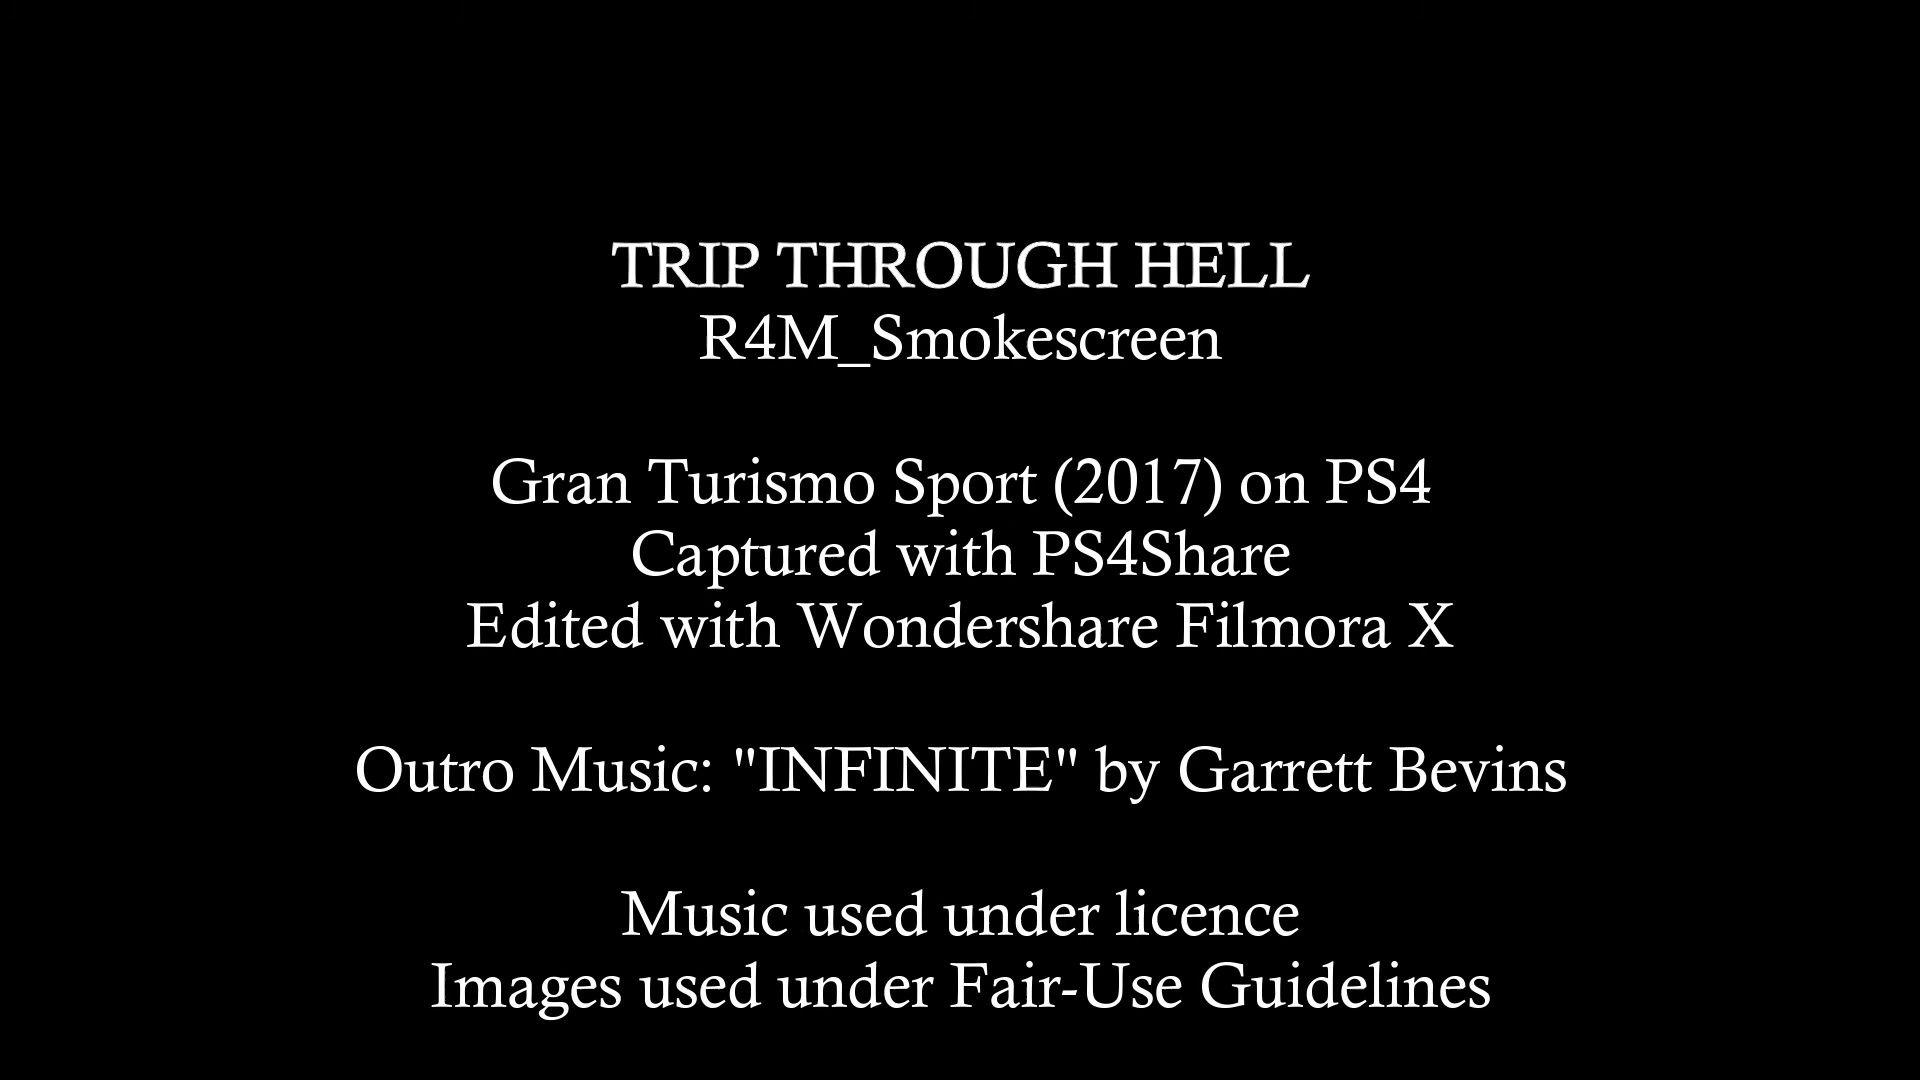 TRIP THROUGH HELL
R4M_Smokescreen
Gran Turismo Sport (2017) on PS4
Captured with PS4Share
Edited with Wondershare Filmora X
Outro Music: "INFINITE" by Garrett Bevins
Music used under licence
Images used under Fair-Use Guidelines